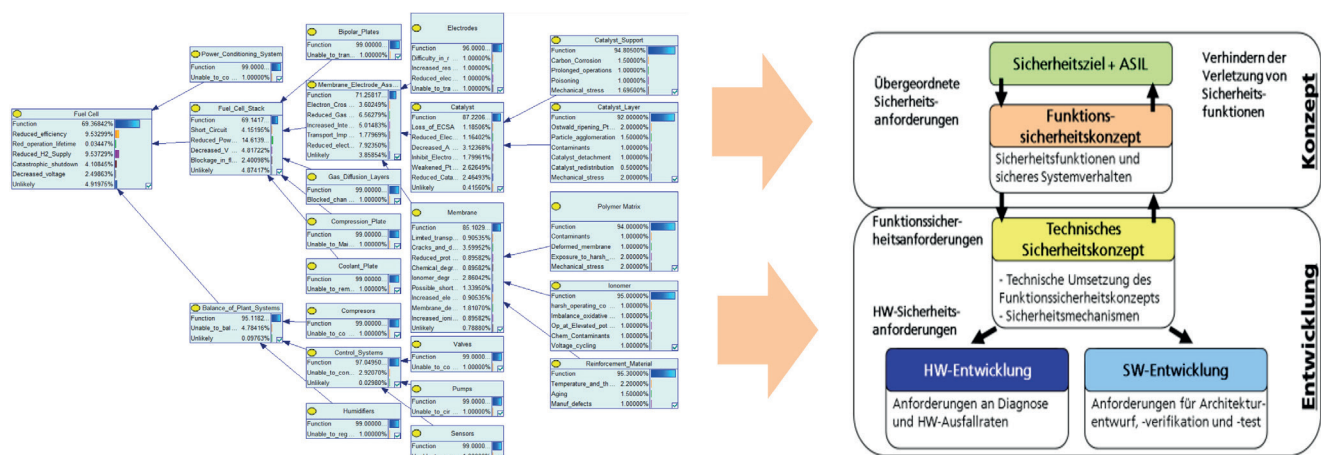 Power_Conditioning_System
Function 99.0000...
Unable_to_co ... 1.00000%
Fuel Cell
Function 69.36842%
Reduced_efficiency 9.53299%
Red_operation_lifetime 0.03447%
Reduced_H2_Supply 9.53729%
Catastrophic_shutdown 4.10845%
Decreased_voltage 2.49863%
Unlikely 4.91975%
Bipolar_Plates
Function 99.00000...
Unable_to_tran... 1.00000%
Fuel_Cell_Stack
Function 69.1417...
Short_Circuit 4.15195%
Reduced_Pow... 14.6139...
Decreased_V ... 4.81722%
Blockage_in_fl... 2.40098%
Unlikely 4.87417%
Membrane_Electrode_Ass...
Function 71.25817...
Electron_Cros... 3.60249%
Reduced_Gas ... 6.56279%
Increased_Inte... 5.01483%
Transport_Imp... 1.77969%
Reduced_elect... 7.92350%
Unlikely 3.85854%
Gas_Diffusion_Layers
Function 99.00000...
Blocked_chan... 1.00000%
Compression_Plate
Function 99.00000...
Unable_to_Mai... 1.00000%
Coolant_Plate
Function 99.00000...
Unable_to_rem... 1.00000%
Balance_of_Plant_Systems
Function 95.1182...
Unable_to_bal... 4.78416%
Unlikely 0.09763%
Compresors
Function 99.00000...
Unable_to_co ... 1.00000%
Control_Systems
Function 97.04950...
Unable_to_con... 2.92070%
Unlikely 0.02980%
Humidifiers
Function 99.00000...
Unable_to_reg... 1.00000%
Electrodes
Function 96.0000...
Difficulty_in_r ... 1.00000%
Increased_res... 1.00000%
Reduced_elec... 1.00000%
Unable_to_tra... 1.00000%
Catalyst
Function 87.2206...
Loss_of_ECSA 1.18506%
Reduced_Elec... 1.16402%
Decreased_A ... 3.12368%
Inhibit_Electro... 1.79961%
Weakened_Pt... 2.62649%
Reduced_Cata... 2.46493%
Unlikely 0.41560%
Membrane
Function 85.1029...
Limited_transp... 0.90535%
Cracks_and_d... 3.59952%
Reduced_prot... 0.89582%
Chemical_degr... 0.89582%
Ionomer_degr... 2.86042%
Possible_short... 1.33950%
Increased_ele... 0.90535%
Membrane_de... 1.81070%
Increased_ioni... 0.89582%
Unlikely 0.78880%
Valves
Function 99.0000...
Unable_to_co ... 1.00000%
Pumps
Function 99.0000...
Unable_to_cir ... 1.00000%
Sensors
Function 99.0000...
Catalyst_Support
Function 94.80500%
Carbon_Corrosion 1.50000%
Prolonged_operations 1.00000%
Poisoning 1.00000%
Mechanical_stress 1.69500%
Catalyst_Layer
Function 92.00000%
Ostwald_ripening_Pt... 2.00000%
Particle_agglomeration 1.50000%
Contaminants 1.00000%
Catalyst_detachment 1.00000%
Catalyst_redistribution 0.50000%
Mechanical_stress 2.00000%
Polymer Matrix
Function 94.00000%
Contaminants 1.00000%
Deformed_membrane 1.00000%
Exposure_to_harsh_... 2.00000%
Mechanical_stress 2.00000%
Ionomer
Function 95.00000%
harsh_operating_co ... 1.00000%
Imbalance_oxidative ... 1.00000%
Op_at_Elevated_pot... 1.00000%
Chem_Contaminants 1.00000%
Voltage_cycling 1.00000%
Reinforcement_Material
Function 95.30000%
Temperature_and_th... 2.20000%
Aging 1.50000%
Manuf_defects 1.00000%
Übergeordnete
Sicherheits-
anforderungen
Sicherheitsziel + ASIL
Verhindern der
Verletzung von
Sicherheits-
funktionen
Funktions-
sicherheitskonzept
Sicherheitsfunktionen und
sicheres Systemverhalten
Konzept
Funktionssicher-
heitsanforderungen
Technisches
Sicherheitskonzept
- Technische Umsetzung des
Funktionssicherheitskonzepts
- Sicherheitsmechanismen
HW-Sicherheits-
anforderungen
HW-Entwicklung
Anforderungen an Diagnose
und HW-Ausfallraten
SW-Entwicklung
Anforderungen für Architektur-
entwurf, -verifikation und -test
Entwicklung